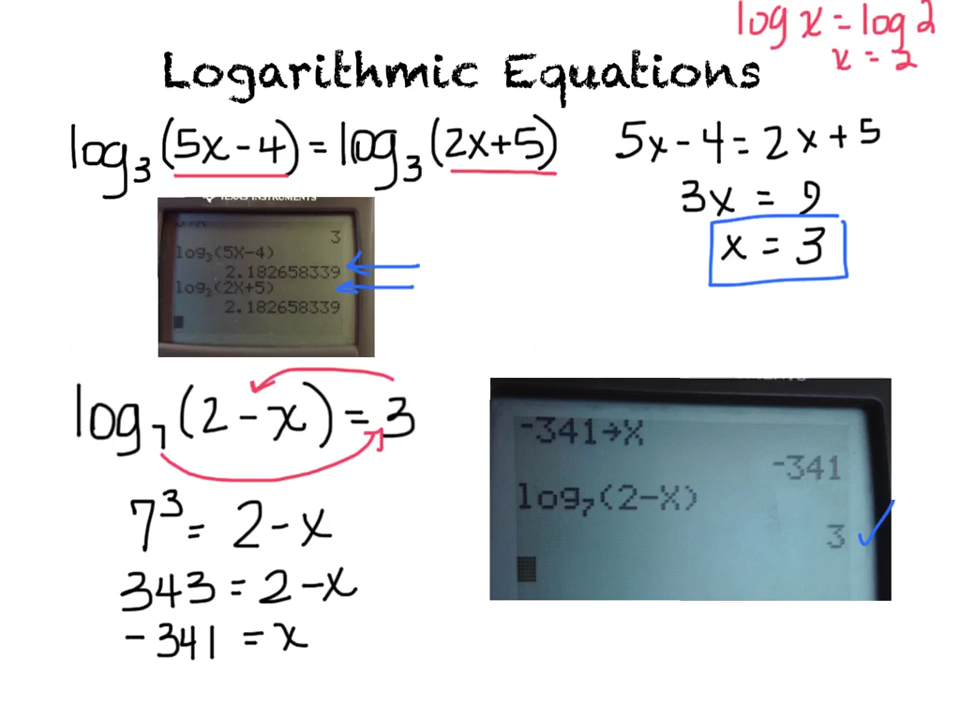 log x = log 2
x = 2
Logarithmic Equations
log₃(5x-4) = log₃(2x+5)
5x-4 = 2x+5
3x = 9
x = 3
TEXAS INSTRUMENTS
3
log₃(5X-4)
2.182658339
log₃(2X+5)
2.182658339
log₇(2-x) = 3
7³ = 2-x
343 = 2-x
-341 = x
-341→X
-341
log₇(2-X)
3